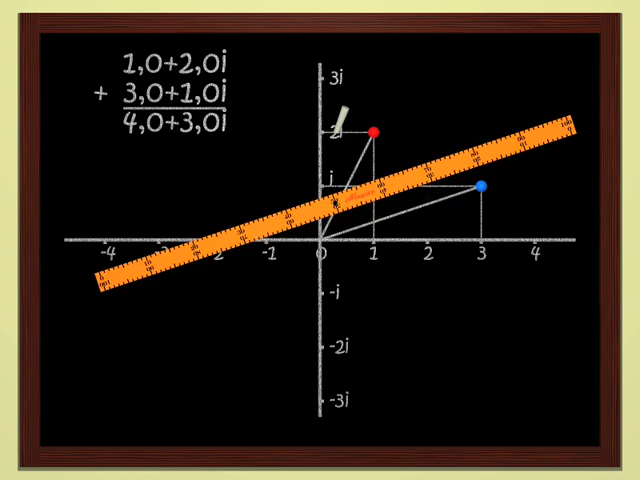 1,0+2,0i
+ 3,0+1,0i
4,0+3,0i
3i
2i
i
-4 -3 -2 -1 0 1 2 3 4
-i
-2i
-3i